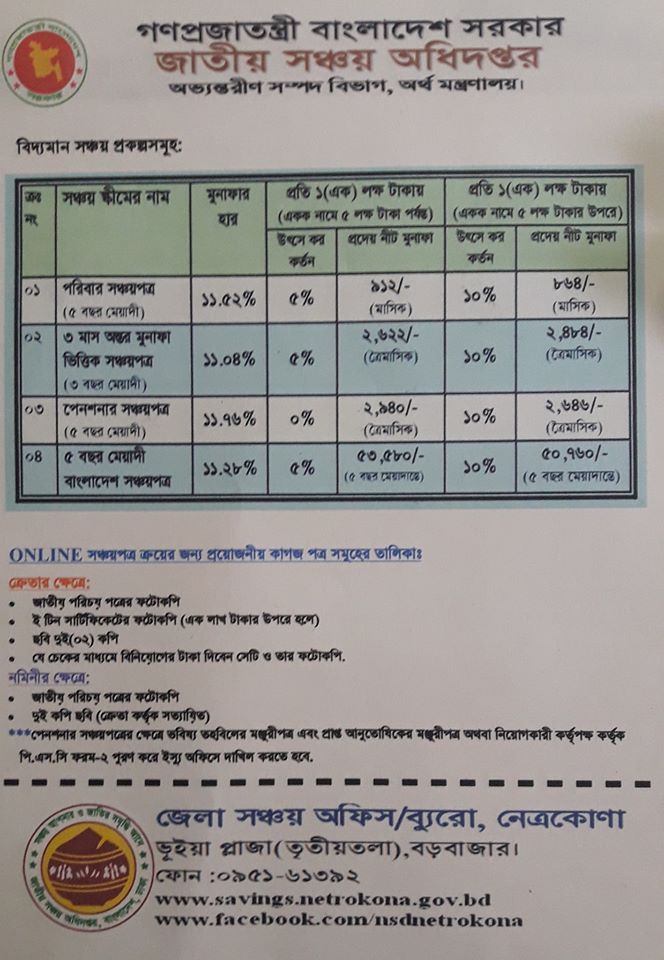 গণপ্রজাতন্ত্রী বাংলাদেশ সরকার
জাতীয় সঞ্চয় অধিদপ্তর
অভ্যন্তরীণ সম্পদ বিভাগ, অর্থ মন্ত্রণালয়।
বিদ্যমান সঞ্চয় প্রকল্পসমূহ:
ক্রঃ নং
সঞ্চয় স্কীমের নাম
মুনাফার হার
প্রতি ১(এক) লক্ষ টাকায়
(একক নামে ৫ লক্ষ টাকা পর্যন্ত)
প্রতি ১(এক) লক্ষ টাকায়
(একক নামে ৫ লক্ষ টাকার উপরে)
উৎসে কর কর্তন
প্রদেয় নীট মুনাফা
উৎসে কর কর্তন
প্রদেয় নীট মুনাফা
০১ পরিবার সঞ্চয়পত্র ১১.৫২% ৫% ৯১২/- ১০% ৮৬৪/-
(৫ বছর মেয়াদী) (মাসিক) (মাসিক)
০২ ৩ মাস অন্তর মুনাফা ২,৬২২/- ২,৪৮৪/-
ভিত্তিক সঞ্চয়পত্র ১১.০৪% ৫% (ত্রৈমাসিক) ১০% (ত্রৈমাসিক)
(৩ বছর মেয়াদী)
০৩ পেনশনার সঞ্চয়পত্র ১১.৭৬% ০% ২,৯৪০/- ১০% ২,৬৪৬/-
(৫ বছর মেয়াদী) (ত্রৈমাসিক) (ত্রৈমাসিক)
০৪ ৫ বছর মেয়াদী ১১.২৮% ৫% ৫৩,৫৮০/- ১০% ৫০,৭৬০/-
বাংলাদেশ সঞ্চয়পত্র (৫ বছর মেয়াদান্তে) (৫ বছর মেয়াদান্তে)
ONLINE সঞ্চয়পত্র ক্রয়ের জন্য প্রয়োজনীয় কাগজ পত্র সমূহের তালিকাঃ
ক্রেতার ক্ষেত্রে:
• জাতীয় পরিচয় পত্রের ফটোকপি
• ই টিন সার্টিফিকেটের ফটোকপি (এক লাখ টাকার উপরে হলে)
• ছবি দুই(০২) কপি
• যে চেকের মাধ্যমে বিনিয়োগের টাকা দিবেন সেটি ও তার ফটোকপি.
নমিনীর ক্ষেত্রে:
• জাতীয় পরিচয় পত্রের ফটোকপি
• দুই কপি ছবি (ক্রেতা কর্তৃক সত্যায়িত)
***পেনশনার সঞ্চয়পত্রের ক্ষেত্রে ভবিষ্য তহবিলের মঞ্জুরীপত্র এবং প্রাপ্ত আনুতোষিকের মঞ্জুরীপত্র অথবা নিয়োগকারী কর্তৃপক্ষ কর্তৃক
পি.এস.সি ফরম-২ পূরণ করে ইস্যু অফিসে দাখিল করতে হবে.
জেলা সঞ্চয় অফিস/ব্যুরো, নেত্রকোণা
ভূইয়া প্লাজা(তৃতীয়তলা),বড়বাজার।
ফোন :০৯৫১-৬১৩৯২
www.savings.netrokona.gov.bd
www.facebook.com/nsdnetrokona